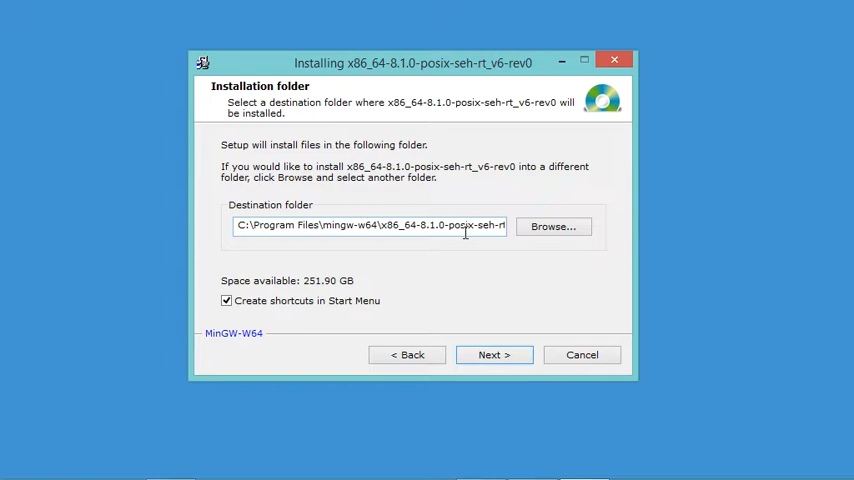 Installing x86_64-8.1.0-posix-seh-rt_v6-rev0
Installation folder
Select a destination folder where x86_64-8.1.0-posix-seh-rt_v6-rev0 will
be installed.
Setup will install files in the following folder.
If you would like to install x86_64-8.1.0-posix-seh-rt_v6-rev0 into a different
folder, click Browse and select another folder.
Destination folder
C:\Program Files\mingw-w64\x86_64-8.1.0-posix-seh-rt
Browse...
Space available: 251.90 GB
Create shortcuts in Start Menu
MinGW-W64
< Back
Next >
Cancel